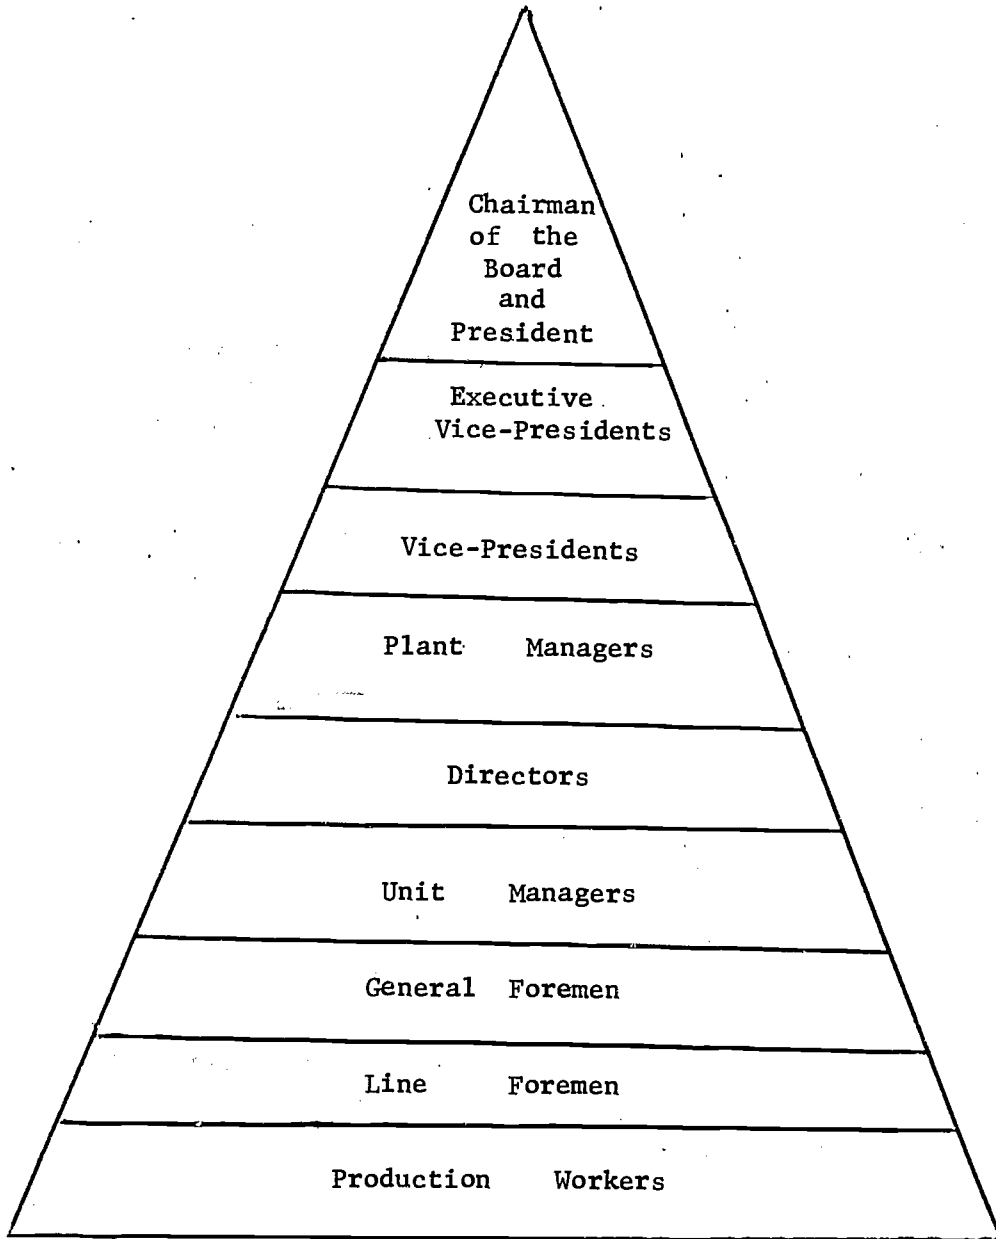 Chairman
of the
Board
and
President
Executive
Vice-Presidents
Vice-Presidents
Plant Managers
Directors
Unit Managers
General Foremen
Line Foremen
Production Workers